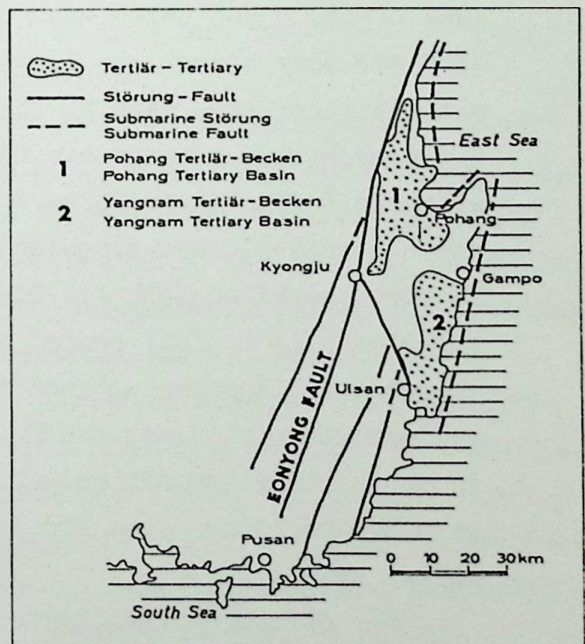 Tertiär – Tertiary
Störung – Fault
Submarine Störung
Submarine Fault
1 Pohang Tertiär-Becken
Pohang Tertiary Basin
2 Yangnam Tertiär-Becken
Yangnam Tertiary Basin
East Sea
1
Pohang
Kyongju
Gampo
2
EONYONG FAULT
Ulsan
Pusan
0 10 20 30 km
South Sea